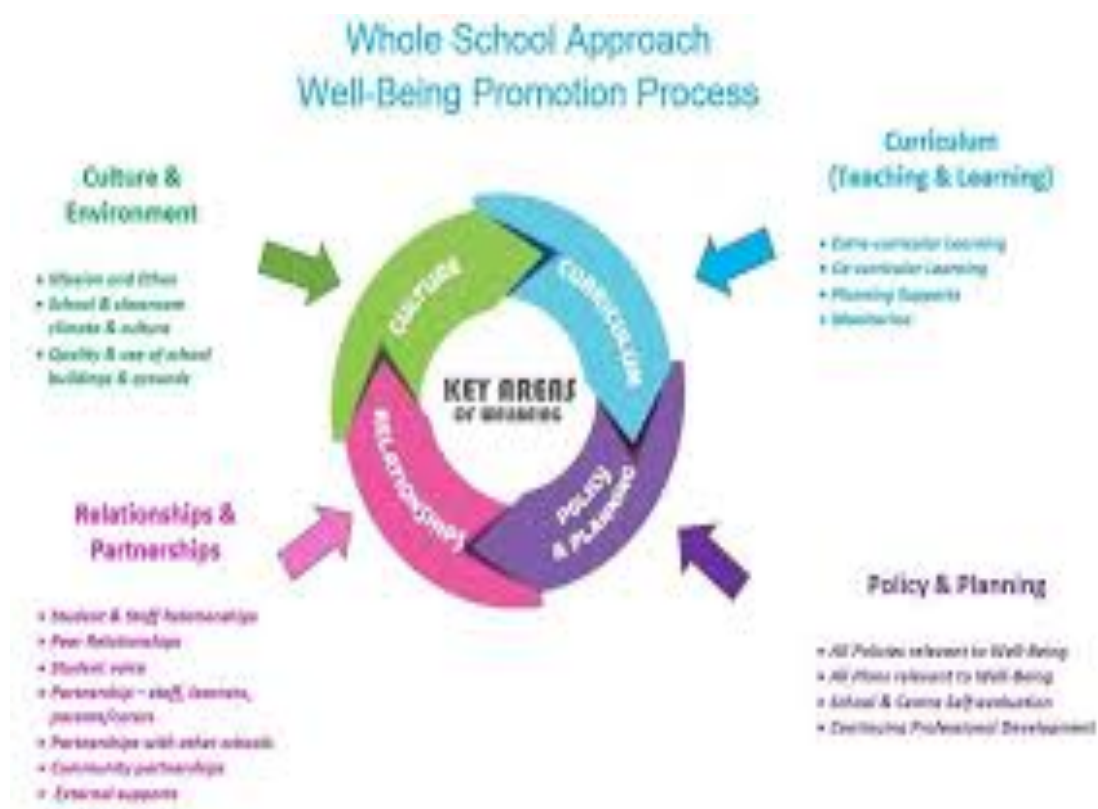 Whole School Approach
Well-Being Promotion Process
Culture &
Environment
• Mission and Ethos
• School & classroom
climate & culture
• Quality & use of school
buildings & grounds
Curriculum
(Teaching & Learning)
• Extra-curricular Learning
• Co-curricular Learning
• Planning Supports
• Monitoring
CULTURE
CURRICULUM
KEY AREAS
OF WELLBEING
RELATIONSHIPS
POLICY
& PLANNING
Relationships &
Partnerships
• Student & Staff Relationships
• Peer Relationships
• Student voice
• Partnership – staff, learners,
parents/carers
• Partnerships with other schools
• Community partnerships
• External supports
Policy & Planning
• All Policies relevant to Well-Being
• All Plans relevant to Well-Being
• School & Centre Self-evaluation
• Continuing Professional Development